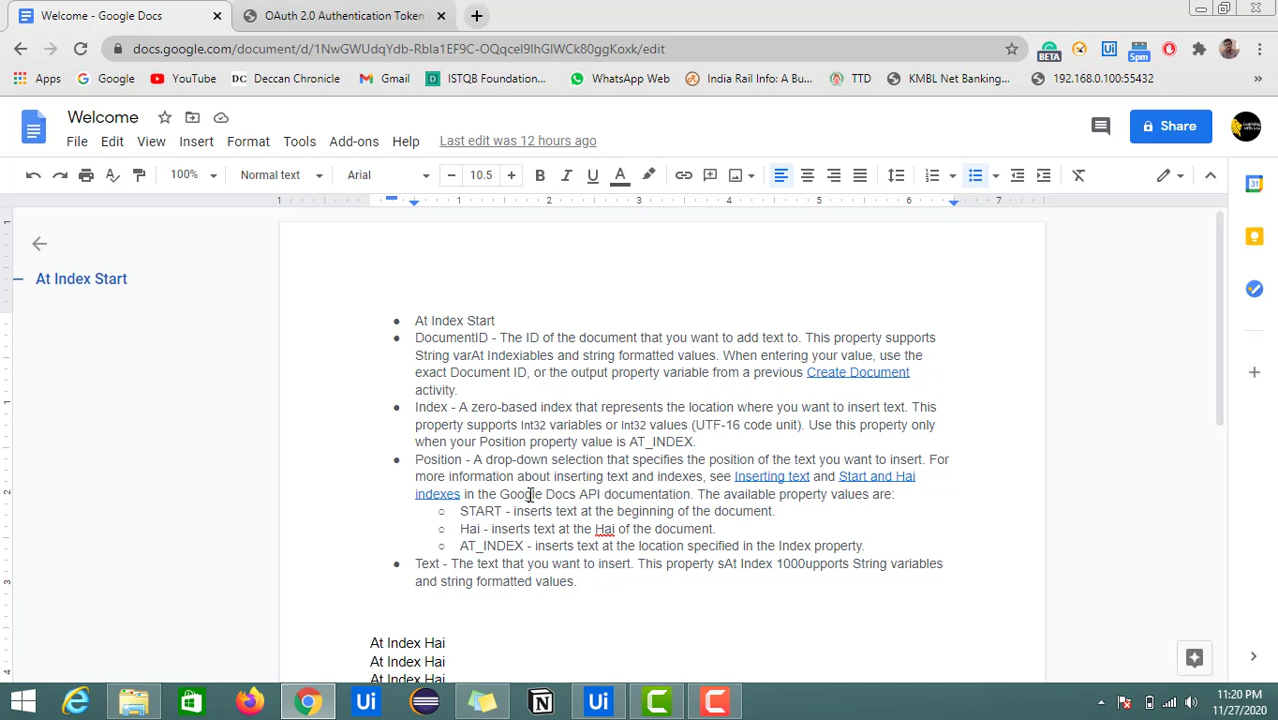 Welcome - Google Docs
OAuth 2.0 Authentication Token
docs.google.com/document/d/1NwGWUdqYdb-Rbla1EF9C-OQqcel9lhGlWCk80ggKoxk/edit
BETA
5pm
Apps
Google
YouTube
Deccan Chronicle
Gmail
ISTQB Foundation...
WhatsApp Web
India Rail Info: A Bu...
TTD
KMBL Net Banking...
192.168.0.100:55432
Welcome
File Edit View Insert Format Tools Add-ons Help Last edit was 12 hours ago
Share
100% Normal text Arial 10.5
1 1 2 3 4 5 6 7
At Index Start
At Index Start
DocumentID - The ID of the document that you want to add text to. This property supports
String varAt Indexiables and string formatted values. When entering your value, use the
exact Document ID, or the output property variable from a previous Create Document
activity.
Index - A zero-based index that represents the location where you want to insert text. This
property supports Int32 variables or Int32 values (UTF-16 code unit). Use this property only
when your Position property value is AT_INDEX.
Position - A drop-down selection that specifies the position of the text you want to insert. For
more information about inserting text and indexes, see Inserting text and Start and Hai
indexes in the Google Docs API documentation. The available property values are:
START - inserts text at the beginning of the document.
Hai - inserts text at the Hai of the document.
AT_INDEX - inserts text at the location specified in the Index property.
Text - The text that you want to insert. This property sAt Index 1000upports String variables
and string formatted values.
At Index Hai
At Index Hai
At Index Hai
11:20 PM
11/27/2020